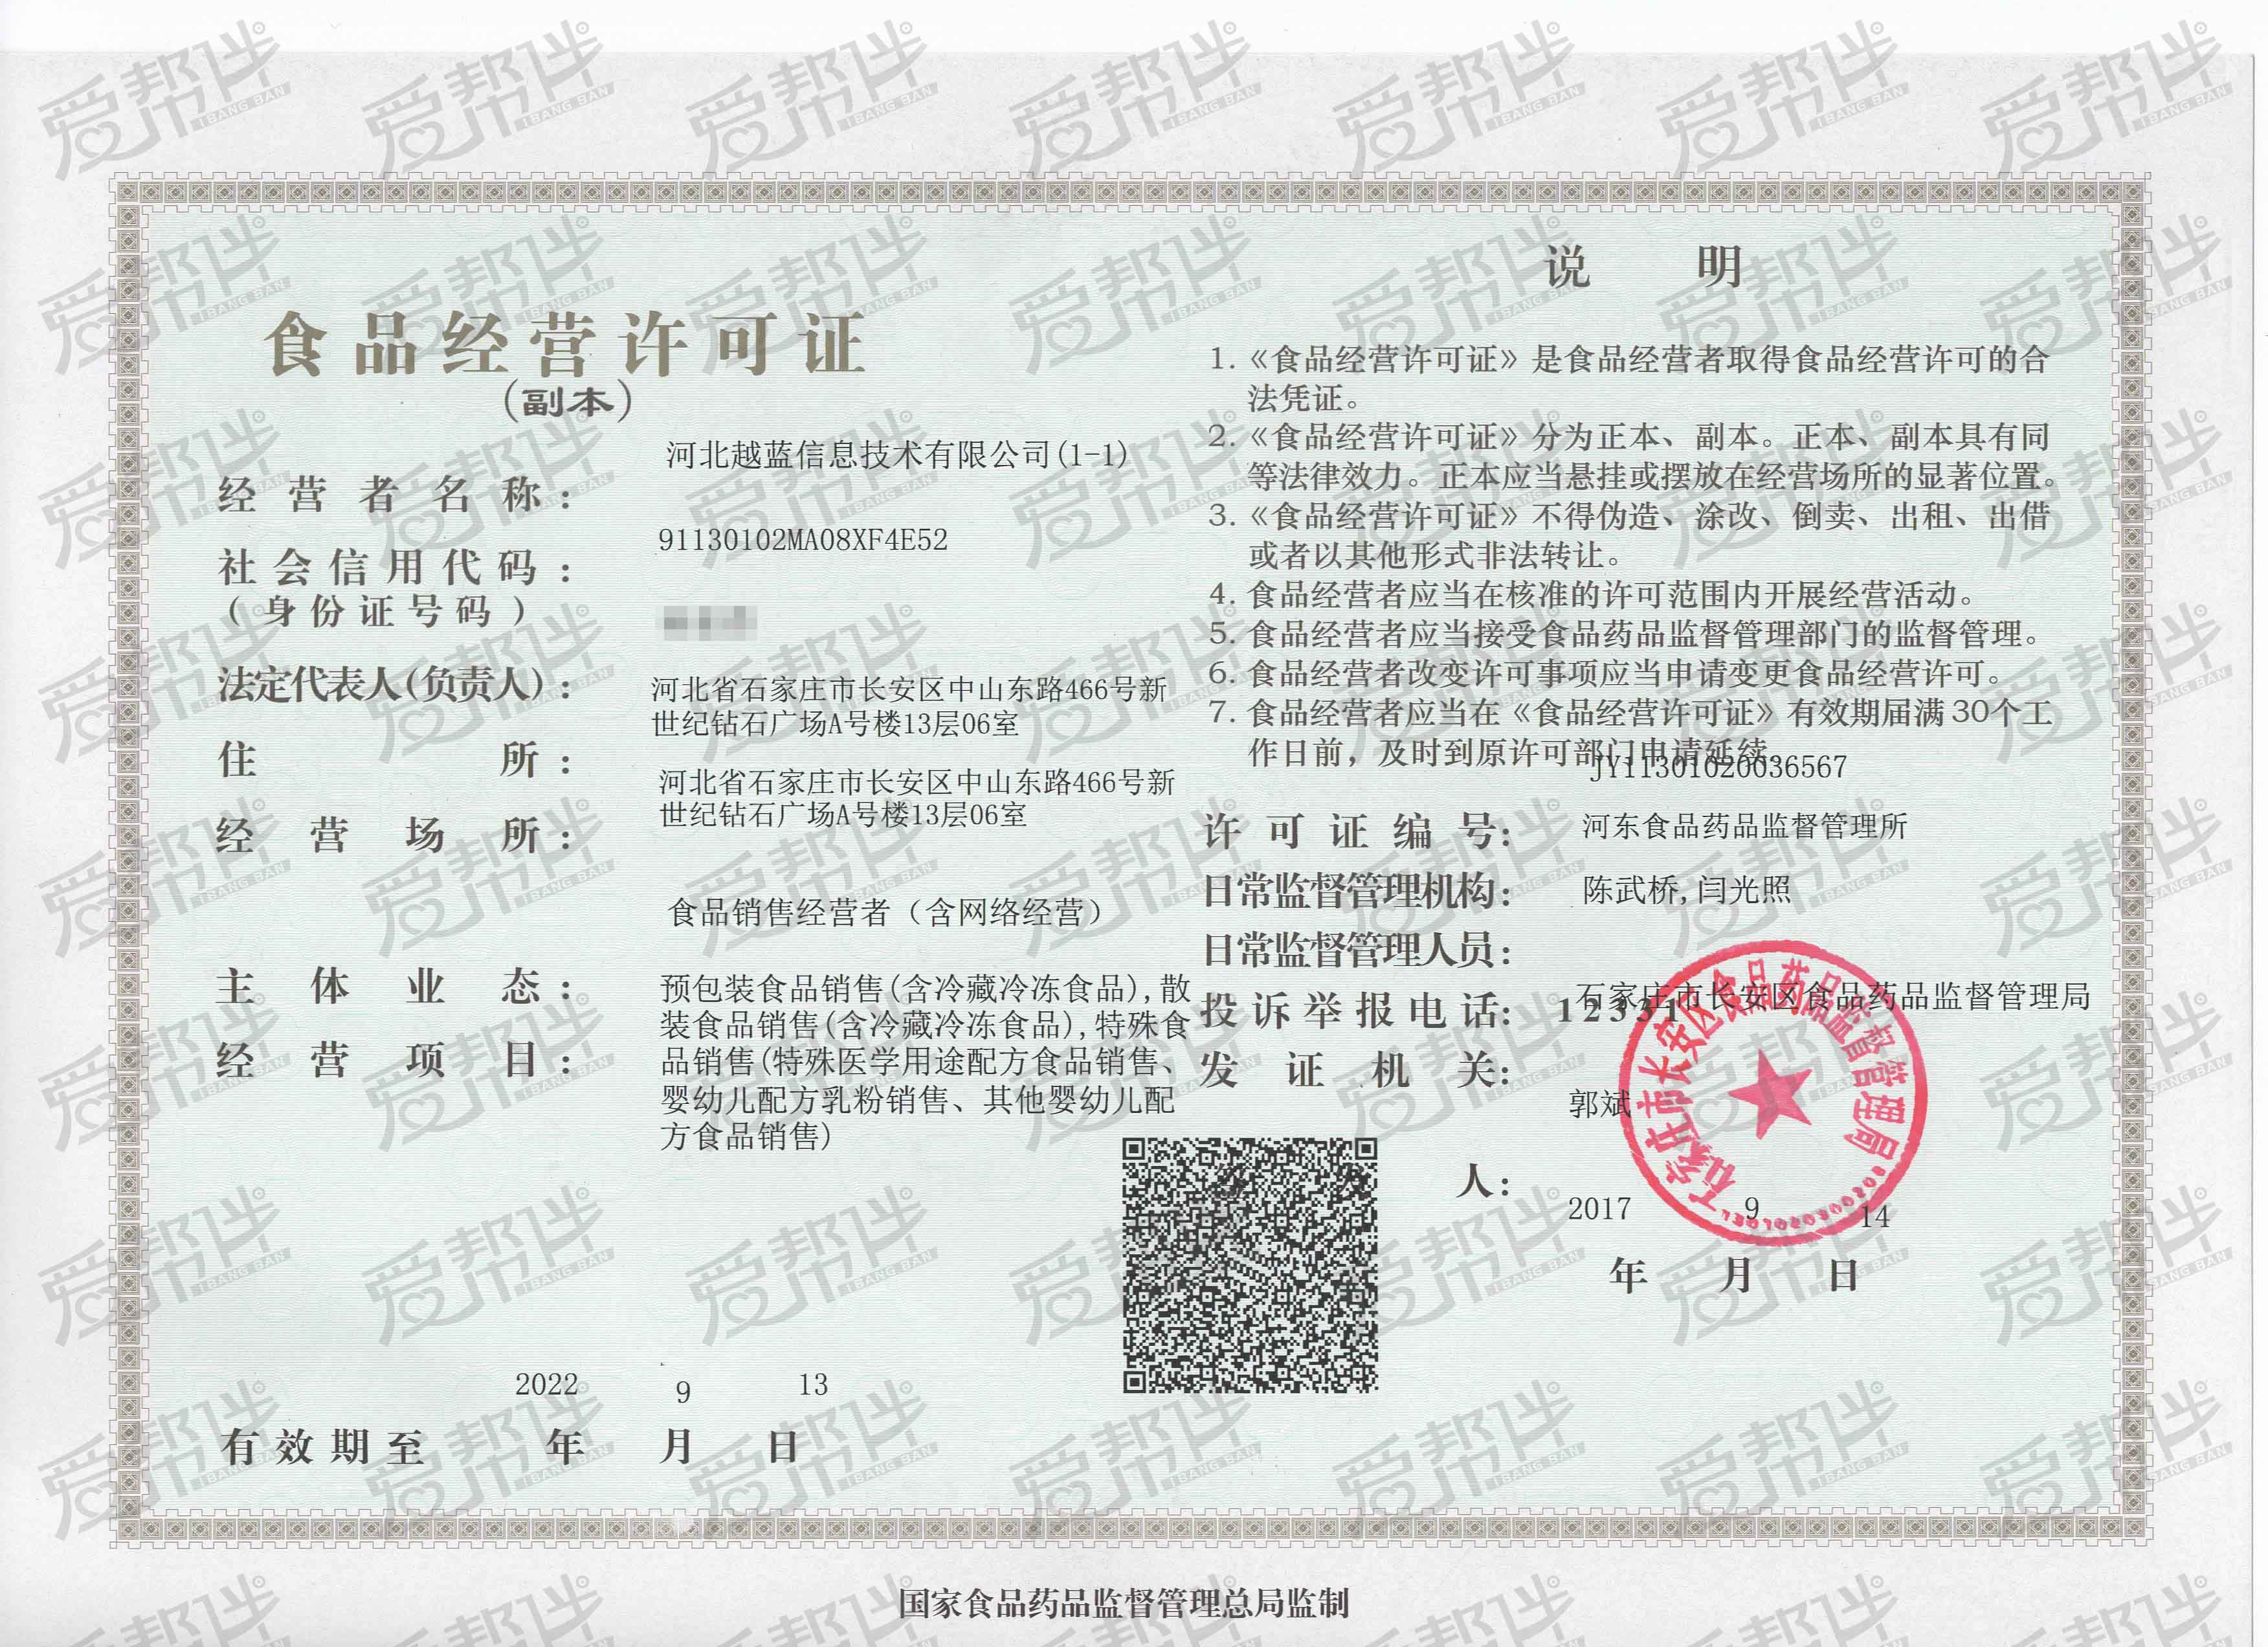 食品经营许可证
(副本)
经营者名称: 河北越蓝信息技术有限公司(1-1)
社会信用代码: 91130102MA08XF4E52
(身份证号码)
法定代表人(负责人):
住所: 河北省石家庄市长安区中山东路466号新
世纪钻石广场A号楼13层06室
经营场所: 河北省石家庄市长安区中山东路466号新
世纪钻石广场A号楼13层06室
主体业态: 食品销售经营者（含网络经营）
经营项目: 预包装食品销售(含冷藏冷冻食品),散
装食品销售(含冷藏冷冻食品),特殊食
品销售(特殊医学用途配方食品销售、
婴幼儿配方乳粉销售、其他婴幼儿配
方食品销售)
有效期至 2022 年 9 月 13 日
说明
1.《食品经营许可证》是食品经营者取得食品经营许可的合
法凭证。
2.《食品经营许可证》分为正本、副本。正本、副本具有同
等法律效力。正本应当悬挂或摆放在经营场所的显著位置。
3.《食品经营许可证》不得伪造、涂改、倒卖、出租、出借
或者以其他形式非法转让。
4.食品经营者应当在核准的许可范围内开展经营活动。
5.食品经营者应当接受食品药品监督管理部门的监督管理。
6.食品经营者改变许可事项应当申请变更食品经营许可。
7.食品经营者应当在《食品经营许可证》有效期届满30个工
作日前，及时到原许可部门申请延续。
许可证编号: JY11301020036567
日常监督管理机构: 河东食品药品监督管理所
日常监督管理人员: 陈武桥,闫光照
投诉举报电话: 12331
发证机关: 石家庄市长安区食品药品监督管理局
签发人: 郭斌
2017 年 9 月 14 日
石家庄市长安区食品药品监督管理局
国家食品药品监督管理总局监制
爱帮伴
I BANG BAN